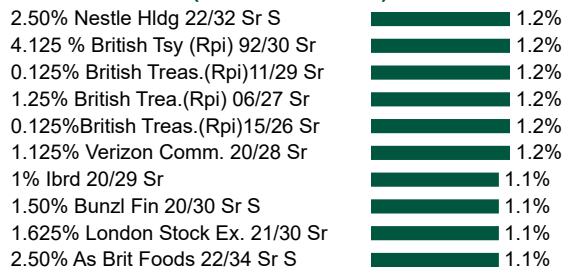 2.50% Nestle Hldg 22/32 Sr S 1.2%
4.125 % British Tsy (Rpi) 92/30 Sr 1.2%
0.125% British Treas.(Rpi)11/29 Sr 1.2%
1.25% British Trea.(Rpi) 06/27 Sr 1.2%
0.125%British Treas.(Rpi)15/26 Sr 1.2%
1.125% Verizon Comm. 20/28 Sr 1.2%
1% Ibrd 20/29 Sr 1.1%
1.50% Bunzl Fin 20/30 Sr S 1.1%
1.625% London Stock Ex. 21/30 Sr 1.1%
2.50% As Brit Foods 22/34 Sr S 1.1%